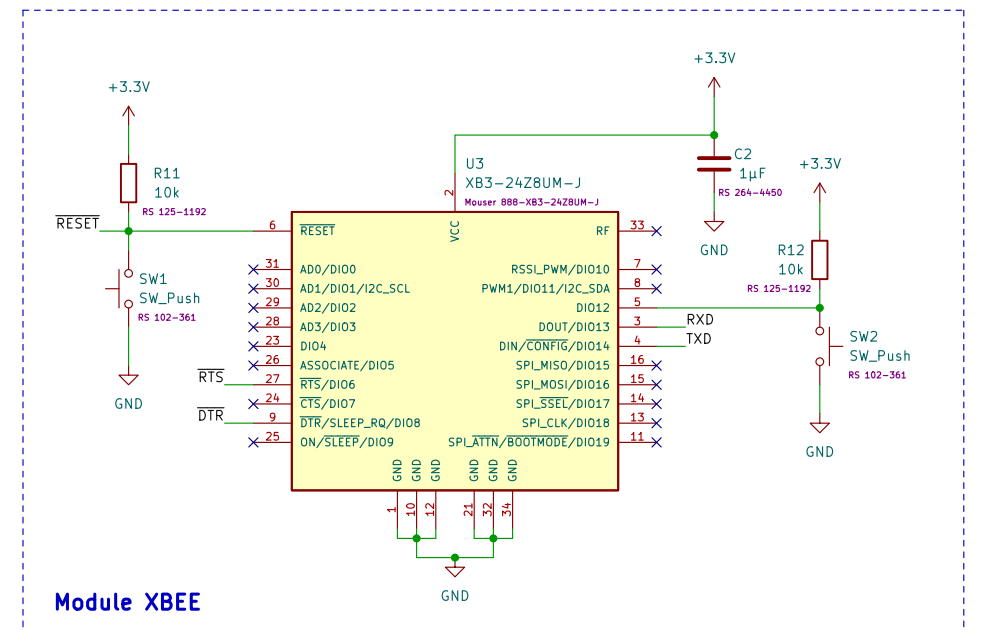 +3.3V
+3.3V
R11
10k
RS 125-1192
C2
1µF
RS 264-4450
GND
+3.3V
U3
XB3-24Z8UM-J
Mouser 888-XB3-24Z8UM-J
R12
10k
RS 125-1192
RESET
SW1
SW_Push
RS 102-361
GND
RTS
DTR
2
VCC
6 RESET
31 AD0/DIO0
30 AD1/DIO1/I2C_SCL
29 AD2/DIO2
28 AD3/DIO3
23 DIO4
26 ASSOCIATE/DIO5
27 RTS/DIO6
24 CTS/DIO7
9 DTR/SLEEP_RQ/DIO8
25 ON/SLEEP/DIO9
RF 33
RSSI_PWM/DIO10 7
PWM1/DIO11/I2C_SDA 8
DIO12 5
DOUT/DIO13 3
DIN/CONFIG/DIO14 4
SPI_MISO/DIO15 16
SPI_MOSI/DIO16 15
SPI_SSEL/DIO17 14
SPI_CLK/DIO18 13
SPI_ATTN/BOOTMODE/DIO19 11
RXD
TXD
SW2
SW_Push
RS 102-361
GND
GND GND GND GND GND GND
1 10 12 21 32 34
GND
Module XBEE